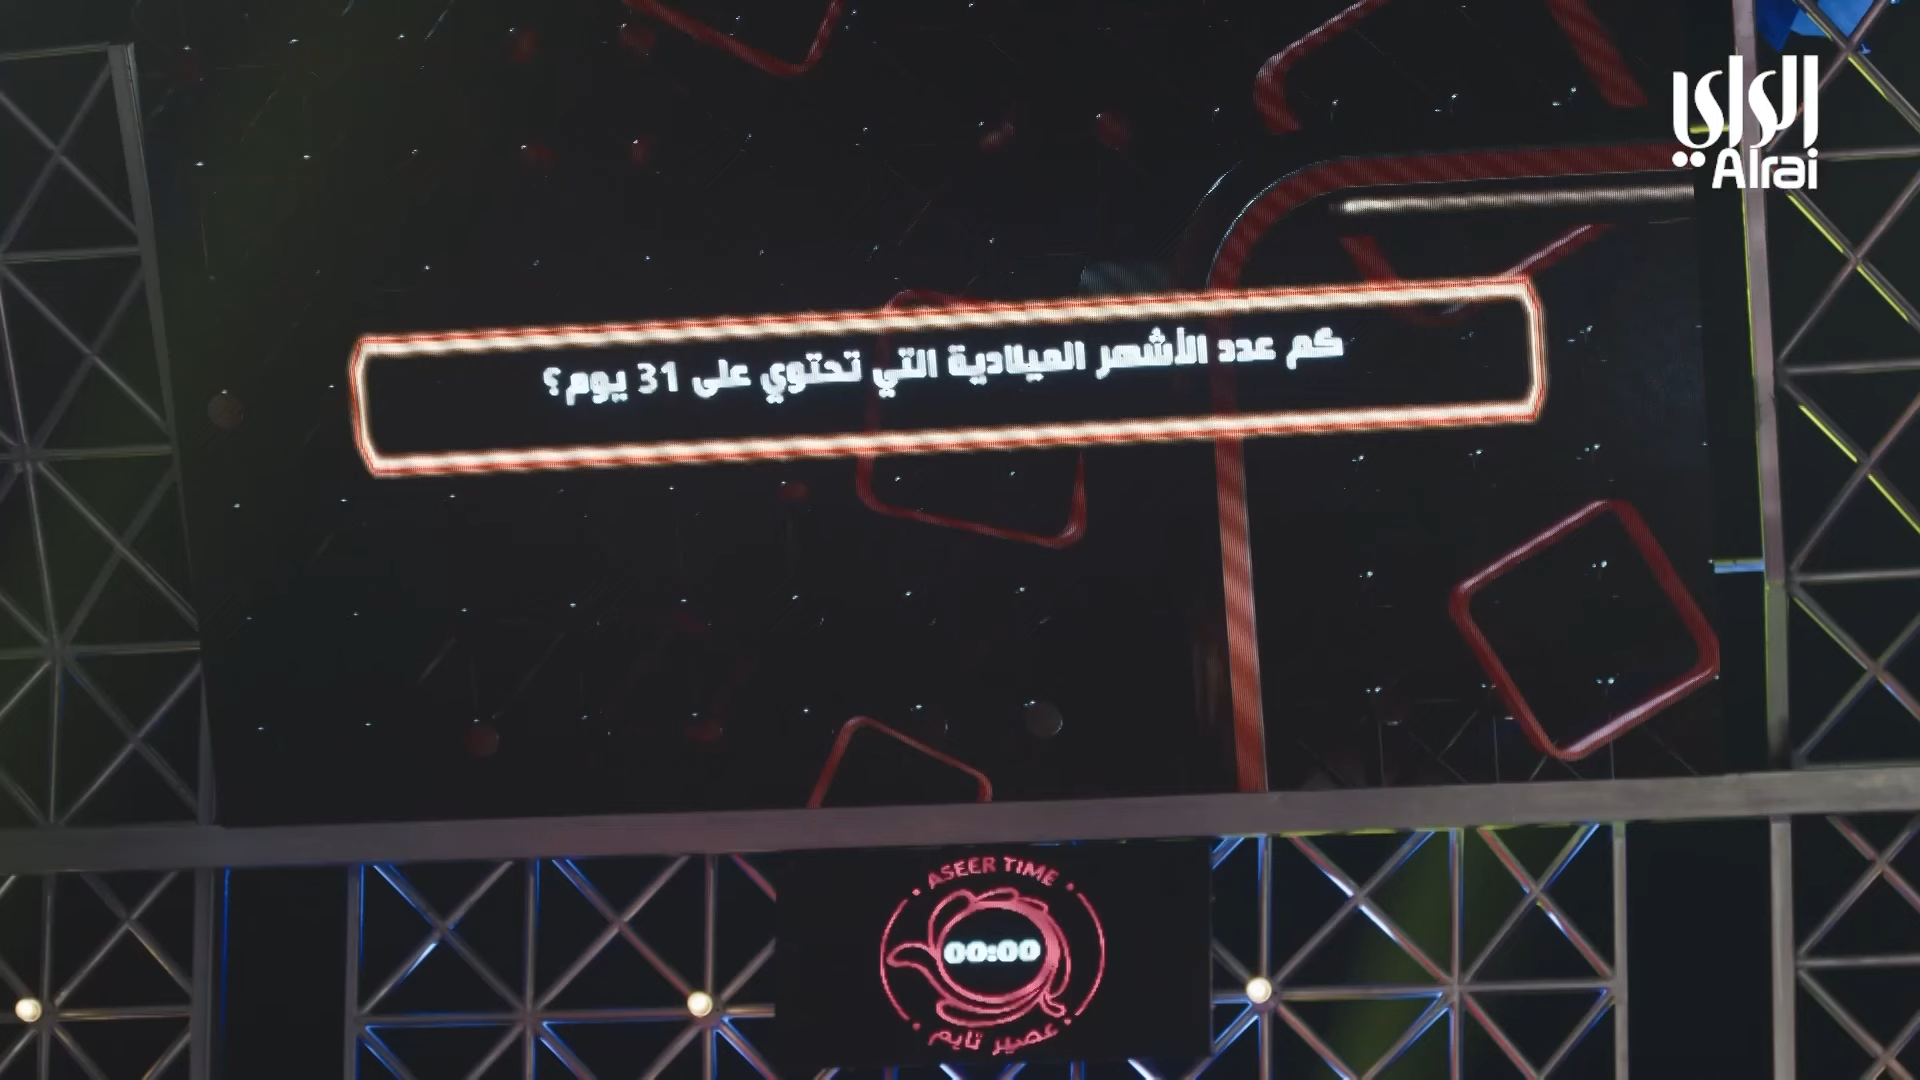 الراي
Alrai
كم عدد الأشهر الميلادية التي تحتوي على 31 يوم؟
ASEER TIME
00:00
عصير تايم